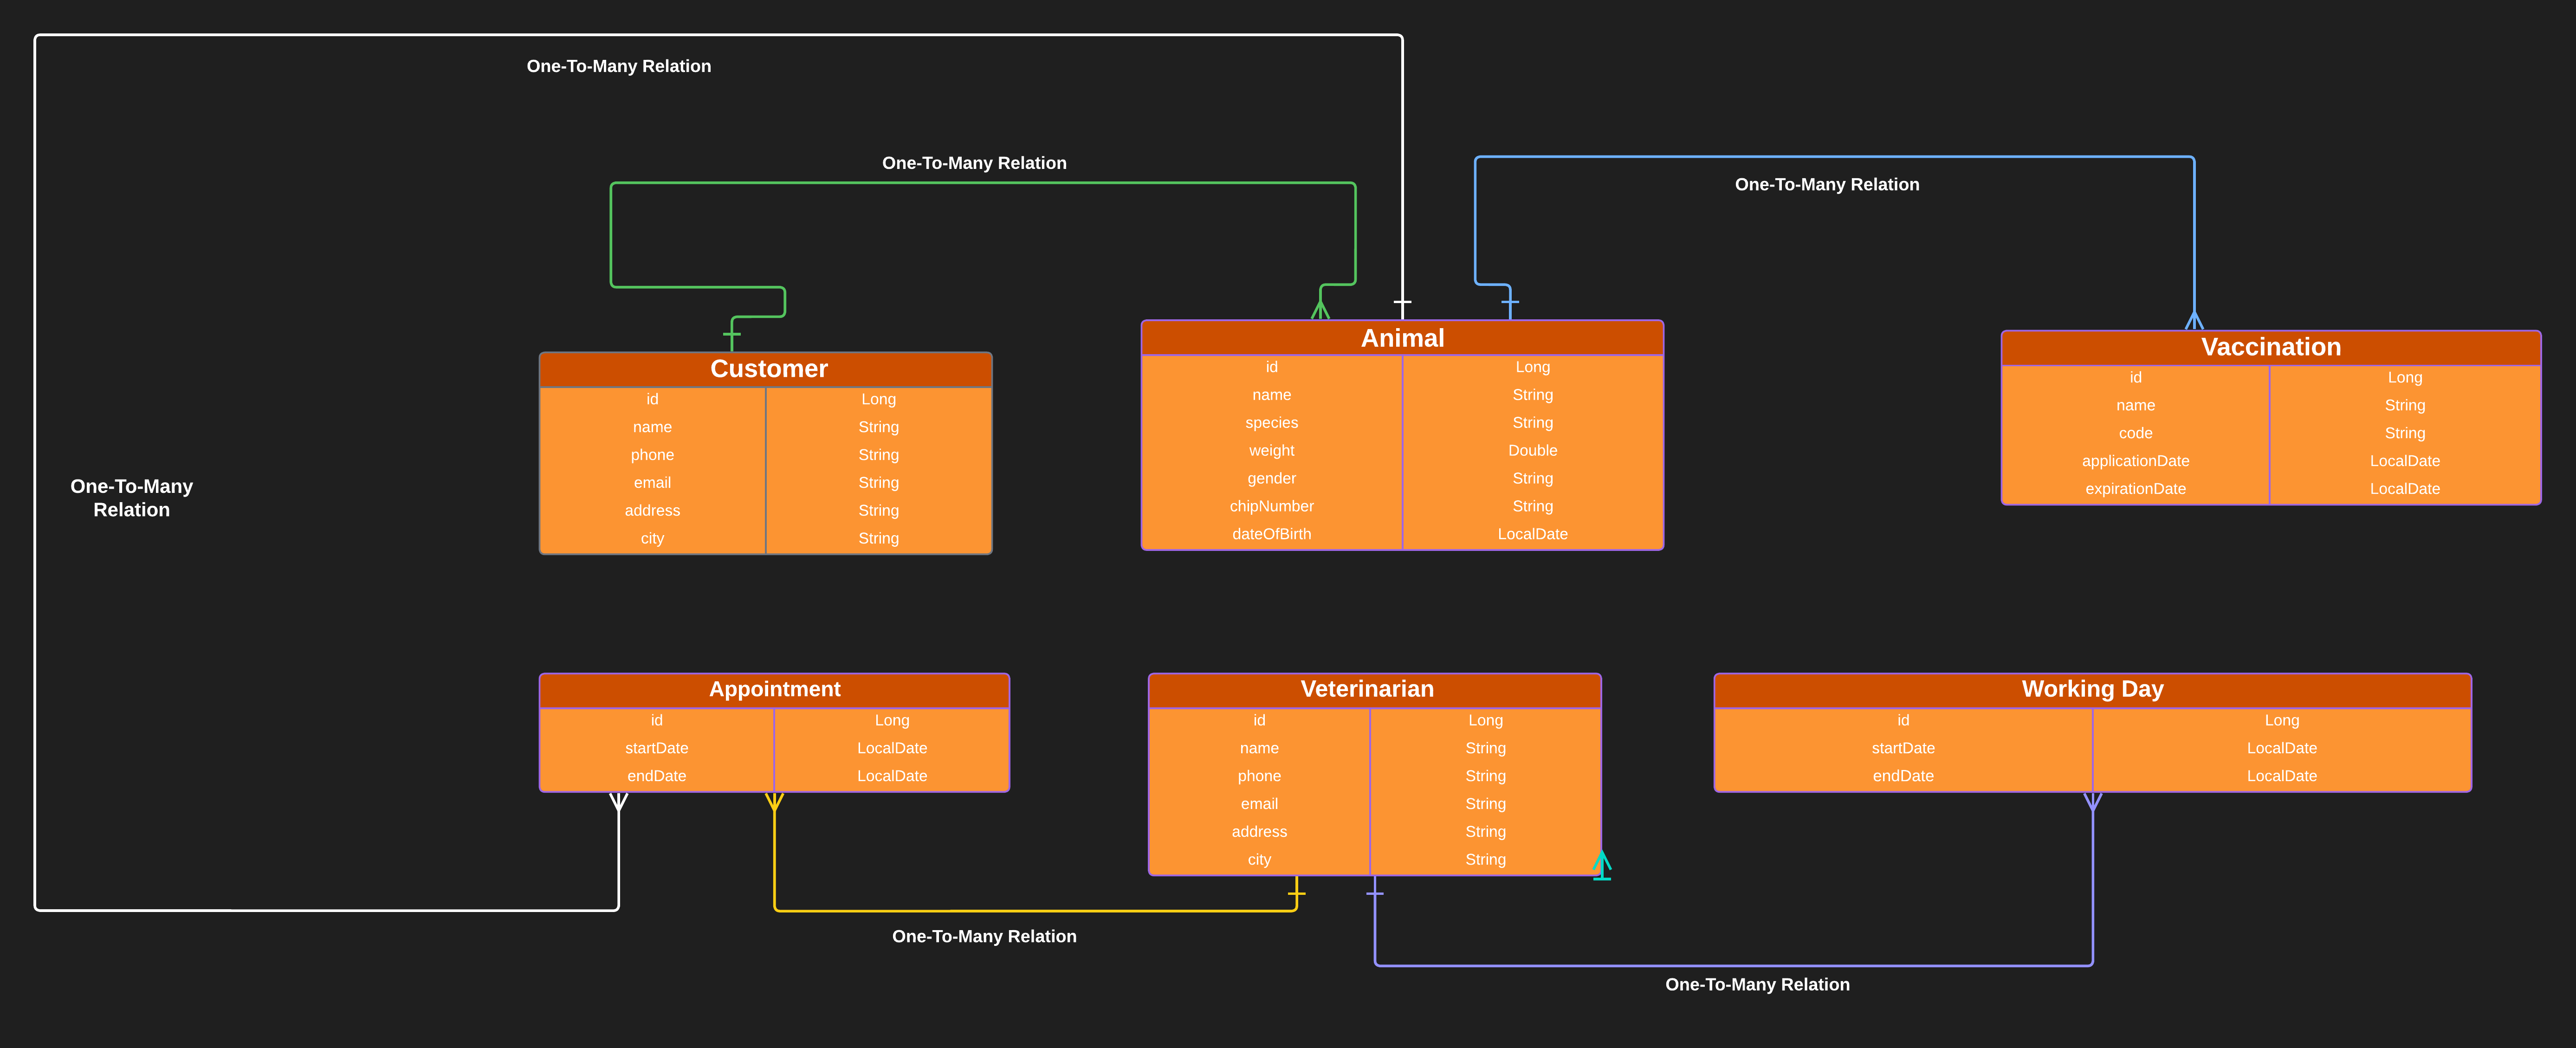 One-To-Many Relation
One-To-Many Relation
One-To-Many Relation
One-To-Many
Relation
Customer
id Long
name String
phone String
email String
address String
city String
Animal
id Long
name String
species String
weight Double
gender String
chipNumber String
dateOfBirth LocalDate
Vaccination
id Long
name String
code String
applicationDate LocalDate
expirationDate LocalDate
Appointment
id Long
startDate LocalDate
endDate LocalDate
Veterinarian
id Long
name String
phone String
email String
address String
city String
Working Day
id Long
startDate LocalDate
endDate LocalDate
One-To-Many Relation
One-To-Many Relation